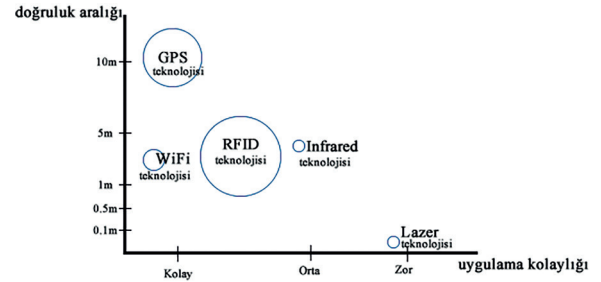 doğruluk aralığı
GPS
teknolojisi
10m
5m
RFID
teknolojisi
Infrared
teknolojisi
WiFi
teknolojisi
1m
0.5m
0.1m
Lazer
teknolojisi
Kolay
Orta
Zor
uygulama kolaylığı